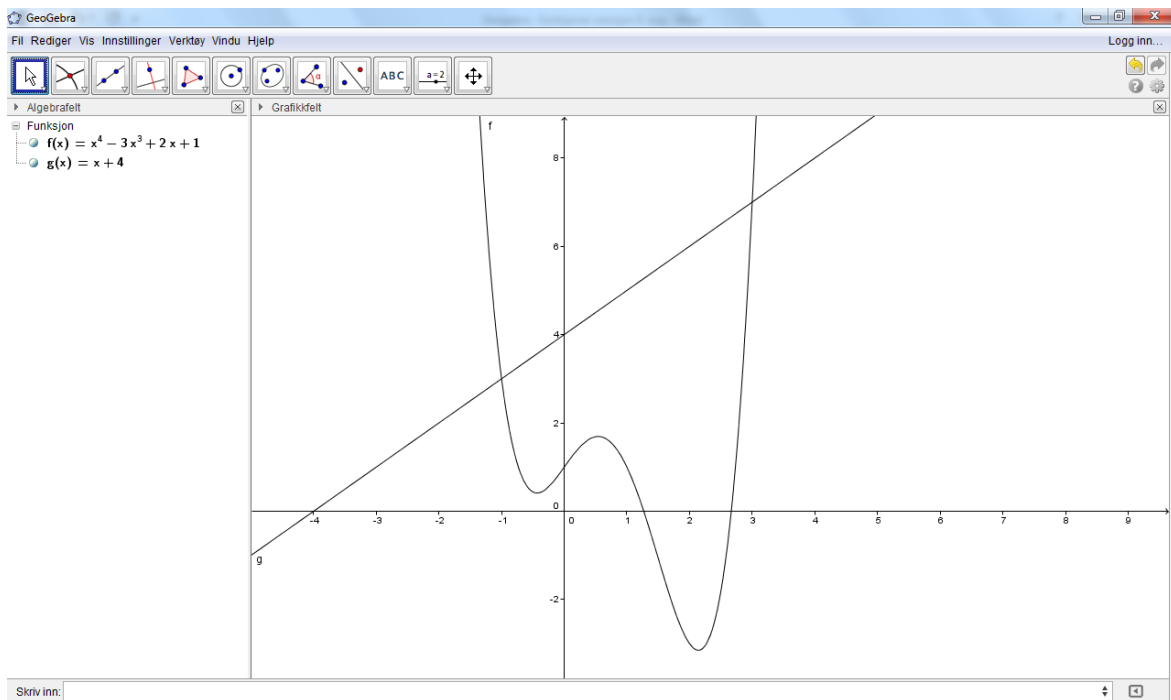 GeoGebra
Fil Rediger Vis Innstillinger Verktøy Vindu Hjelp Logg inn...
ABC a=2
Algebrafelt Grafikkfelt
Funksjon
f(x) = x⁴ − 3x³ + 2x + 1
g(x) = x + 4
f
8
6
4
2
0
-4 -3 -2 -1 0 1 2 3 4 5 6 7 8 9
g
-2
Skriv inn: